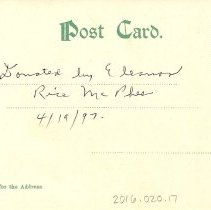 Post Card.
Donated by Eleanor
Rice McPhee
4/19/97.
for the Address
2016.020.17